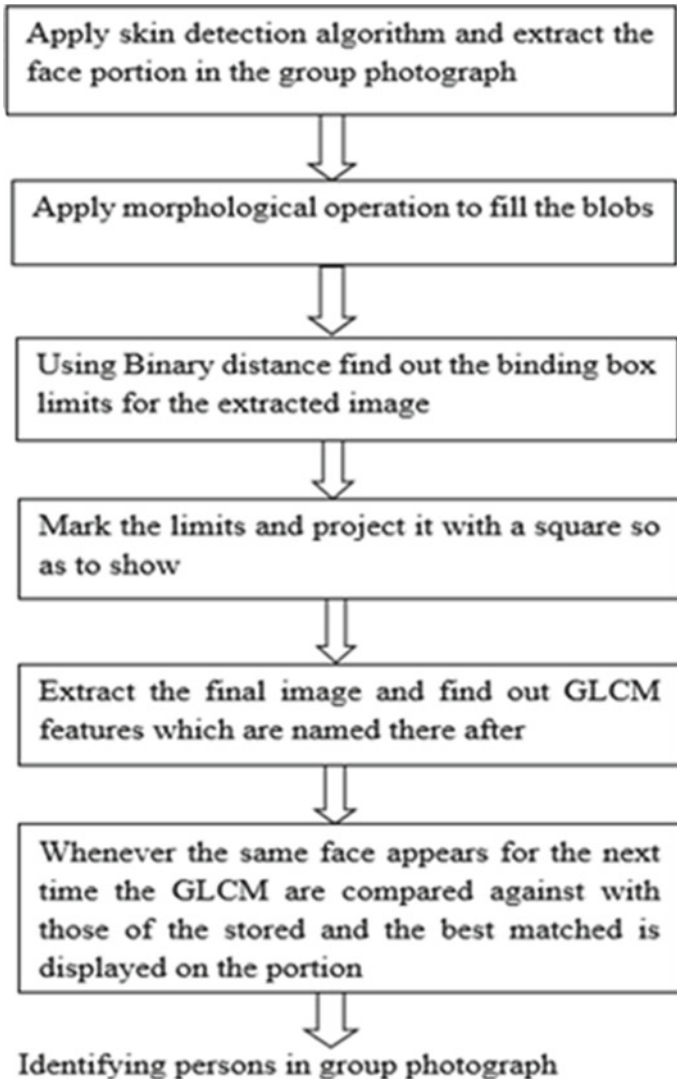 Apply skin detection algorithm and extract the
face portion in the group photograph
Apply morphological operation to fill the blobs
Using Binary distance find out the binding box
limits for the extracted image
Mark the limits and project it with a square so
as to show
Extract the final image and find out GLCM
features which are named there after
Whenever the same face appears for the next
time the GLCM are compared against with
those of the stored and the best matched is
displayed on the portion
Identifying persons in group photograph